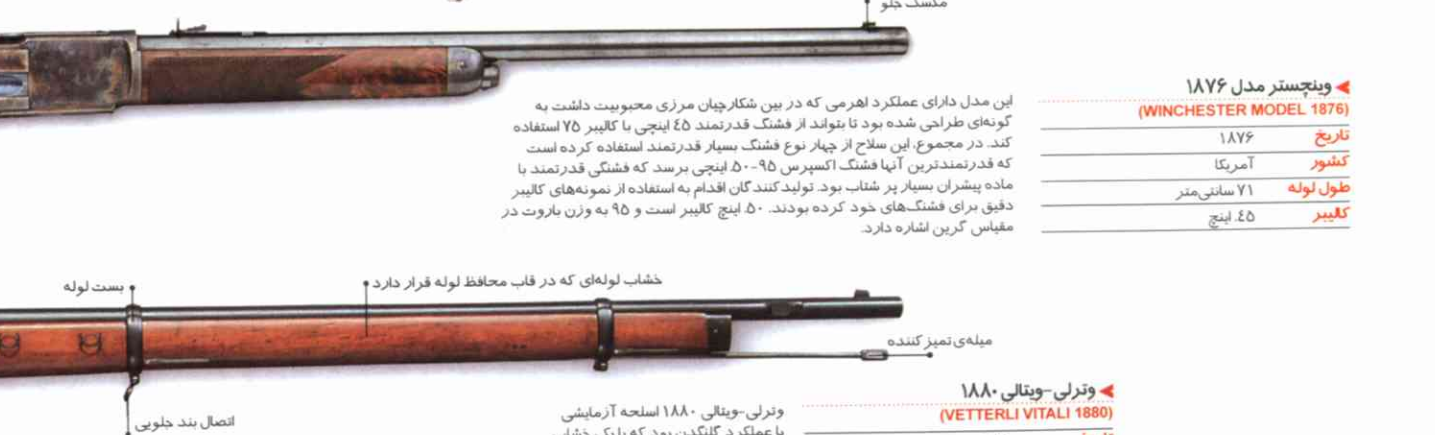 مگسک جلو
وینچستر مدل ۱۸۷۶
(WINCHESTER MODEL 1876)
تاریخ ۱۸۷۶
کشور آمریکا
طول لوله ۷۱ سانتی‌متر
کالیبر ۴۵. اینچ
این مدل دارای عملکرد اهرمی که در بین شکارچیان مرزی محبوبیت داشت به
گونه‌ای طراحی شده بود تا بتواند از فشنگ قدرتمند ۴۵ اینچی با کالیبر ۷۵ استفاده
کند. در مجموع، این سلاح از چهار نوع فشنگ بسیار قدرتمند استفاده کرده است
که قدرتمندترین آنها فشنگ اکسپرس ۹۵-۵۰. اینچی برسد که فشنگی قدرتمند با
ماده پیشران بسیار پر شتاب بود. تولیدکنندگان اقدام به استفاده از نمونه‌های کالیبر
دقیق برای فشنگ‌های خود کرده بودند. ۵۰. اینچ کالیبر است و ۹۵ به وزن باروت در
مقیاس گرین اشاره دارد.
خشاب لوله‌ای که در قاب محافظ لوله قرار دارد
بست لوله
میله‌ی تمیز کننده
اتصال بند جلویی
وترلی-ویتالی ۱۸۸۰
(VETTERLI VITALI 1880)
وترلی-ویتالی ۱۸۸۰ اسلحه آزمایشی